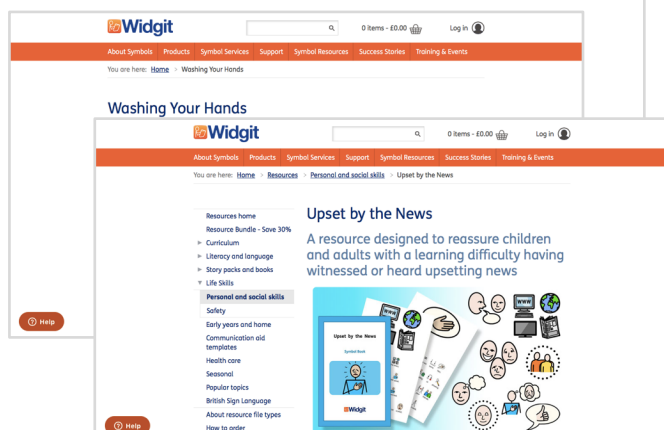 Widgit
0 items - £0.00
Log in
About Symbols Products Symbol Services Support Symbol Resources Success Stories Training & Events
You are here: Home > Washing Your Hands
Washing Your Hands
Help
Widgit
0 items - £0.00
Log in
About Symbols Products Symbol Services Support Symbol Resources Success Stories Training & Events
You are here: Home > Resources > Personal and social skills > Upset by the News
Resources home
Resource Bundle - Save 30%
Curriculum
Literacy and language
Story packs and books
Life Skills
Personal and social skills
Safety
Early years and home
Communication aid
templates
Health care
Seasonal
Popular topics
British Sign Language
About resource file types
How to order
Help
Upset by the News
A resource designed to reassure children
and adults with a learning difficulty having
witnessed or heard upsetting news
Upset by the News
Symbol Book
Widgit
www
www